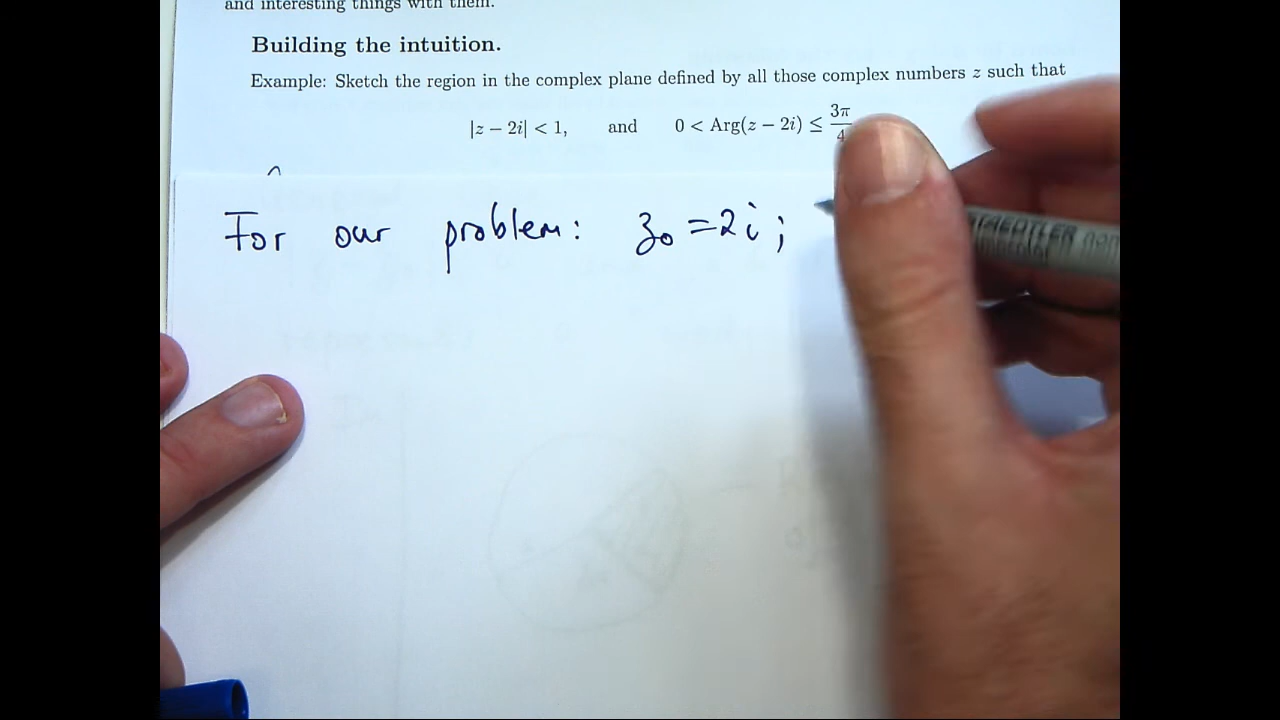 and interesting things with them.
Building the intuition.
Example: Sketch the region in the complex plane defined by all those complex numbers z such that
|z − 2i| < 1, and 0 < Arg(z − 2i) ≤ 3π/4
For our problem: z₀ = 2i;
STAEDTLER